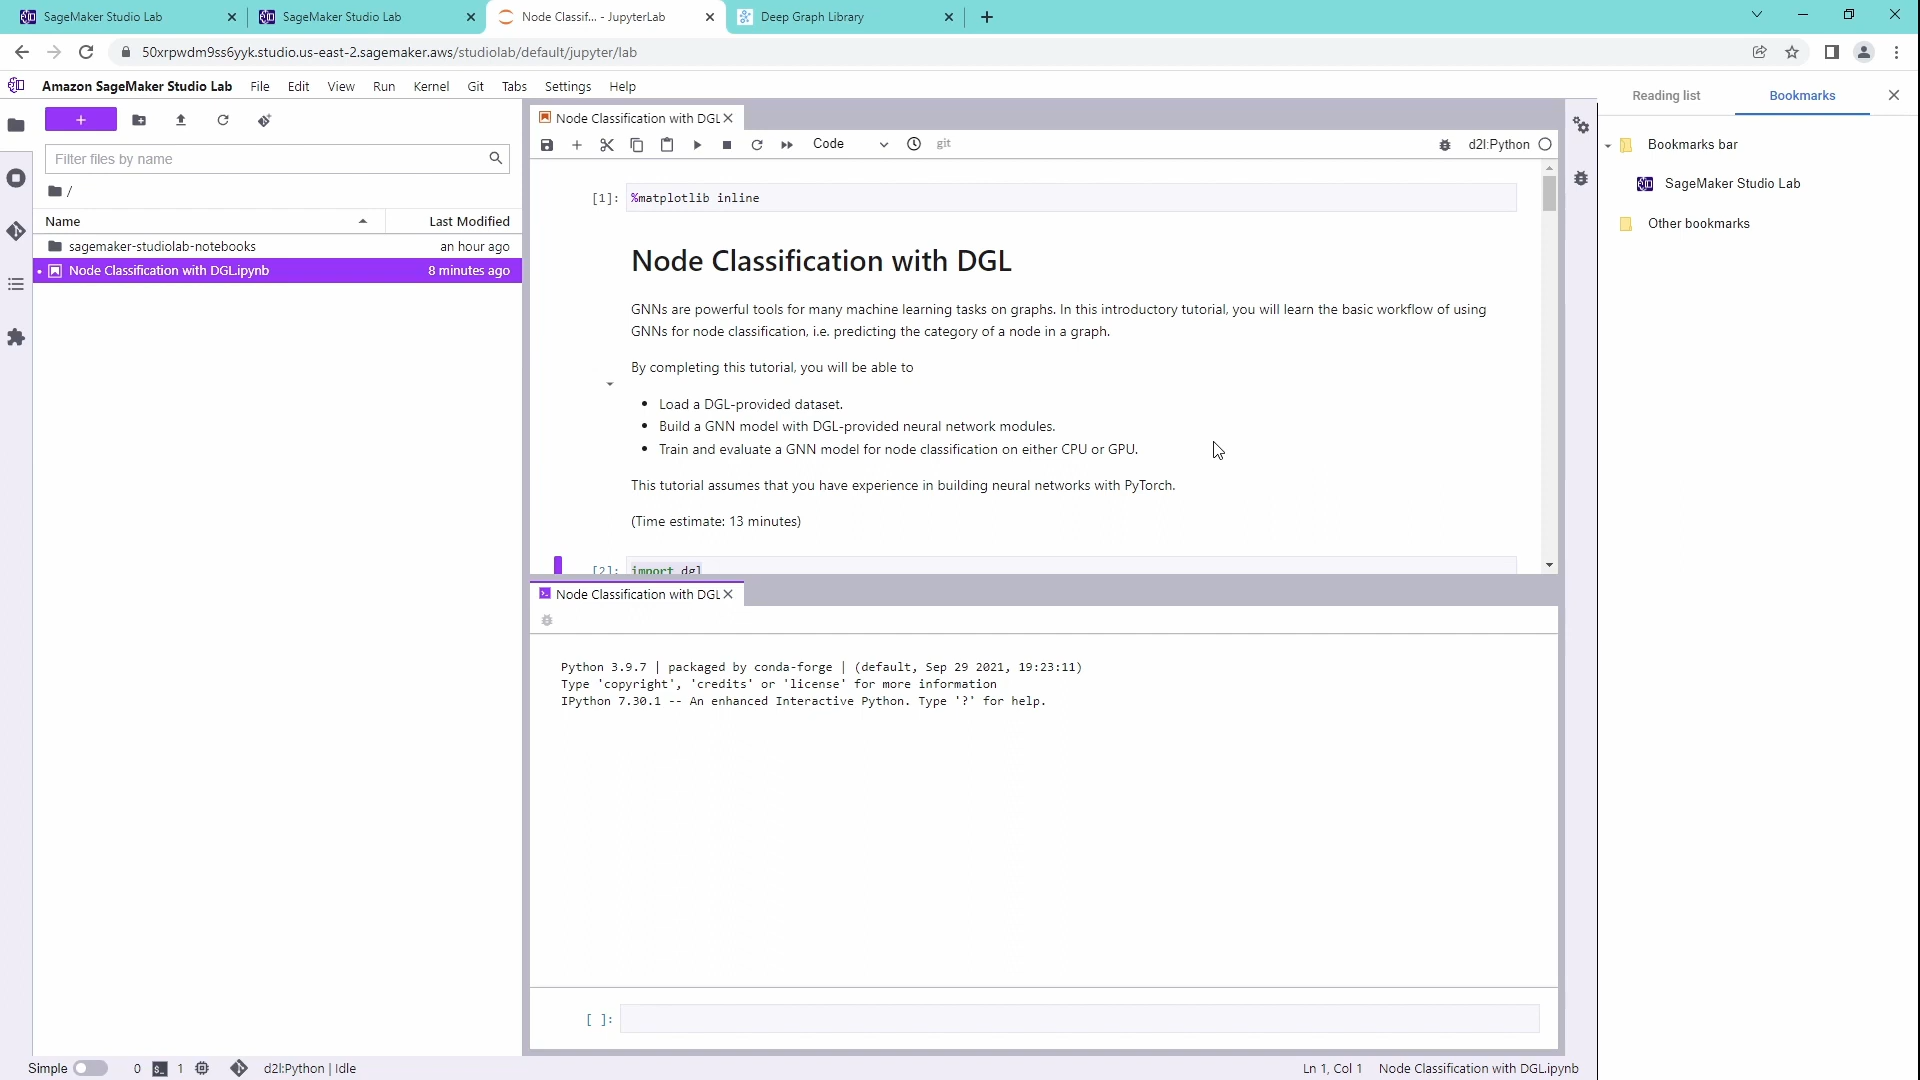 SageMaker Studio Lab
SageMaker Studio Lab
Node Classif... - JupyterLab
Deep Graph Library
50xrpwdm9ss6yyk.studio.us-east-2.sagemaker.aws/studiolab/default/jupyter/lab
Amazon SageMaker Studio Lab File Edit View Run Kernel Git Tabs Settings Help
Reading list Bookmarks
Filter files by name
/
Name Last Modified
sagemaker-studiolab-notebooks an hour ago
Node Classification with DGL.ipynb 8 minutes ago
Node Classification with DGL
Code git d2l:Python
[1]: %matplotlib inline
Node Classification with DGL
GNNs are powerful tools for many machine learning tasks on graphs. In this introductory tutorial, you will learn the basic workflow of using
GNNs for node classification, i.e. predicting the category of a node in a graph.
By completing this tutorial, you will be able to
• Load a DGL-provided dataset.
• Build a GNN model with DGL-provided neural network modules.
• Train and evaluate a GNN model for node classification on either CPU or GPU.
This tutorial assumes that you have experience in building neural networks with PyTorch.
(Time estimate: 13 minutes)
[2]: import dgl
Node Classification with DGL
Python 3.9.7 | packaged by conda-forge | (default, Sep 29 2021, 19:23:11)
Type 'copyright', 'credits' or 'license' for more information
IPython 7.30.1 -- An enhanced Interactive Python. Type '?' for help.
[ ]:
Bookmarks bar
SageMaker Studio Lab
Other bookmarks
Simple 0 1 d2l:Python | Idle
Ln 1, Col 1 Node Classification with DGL.ipynb